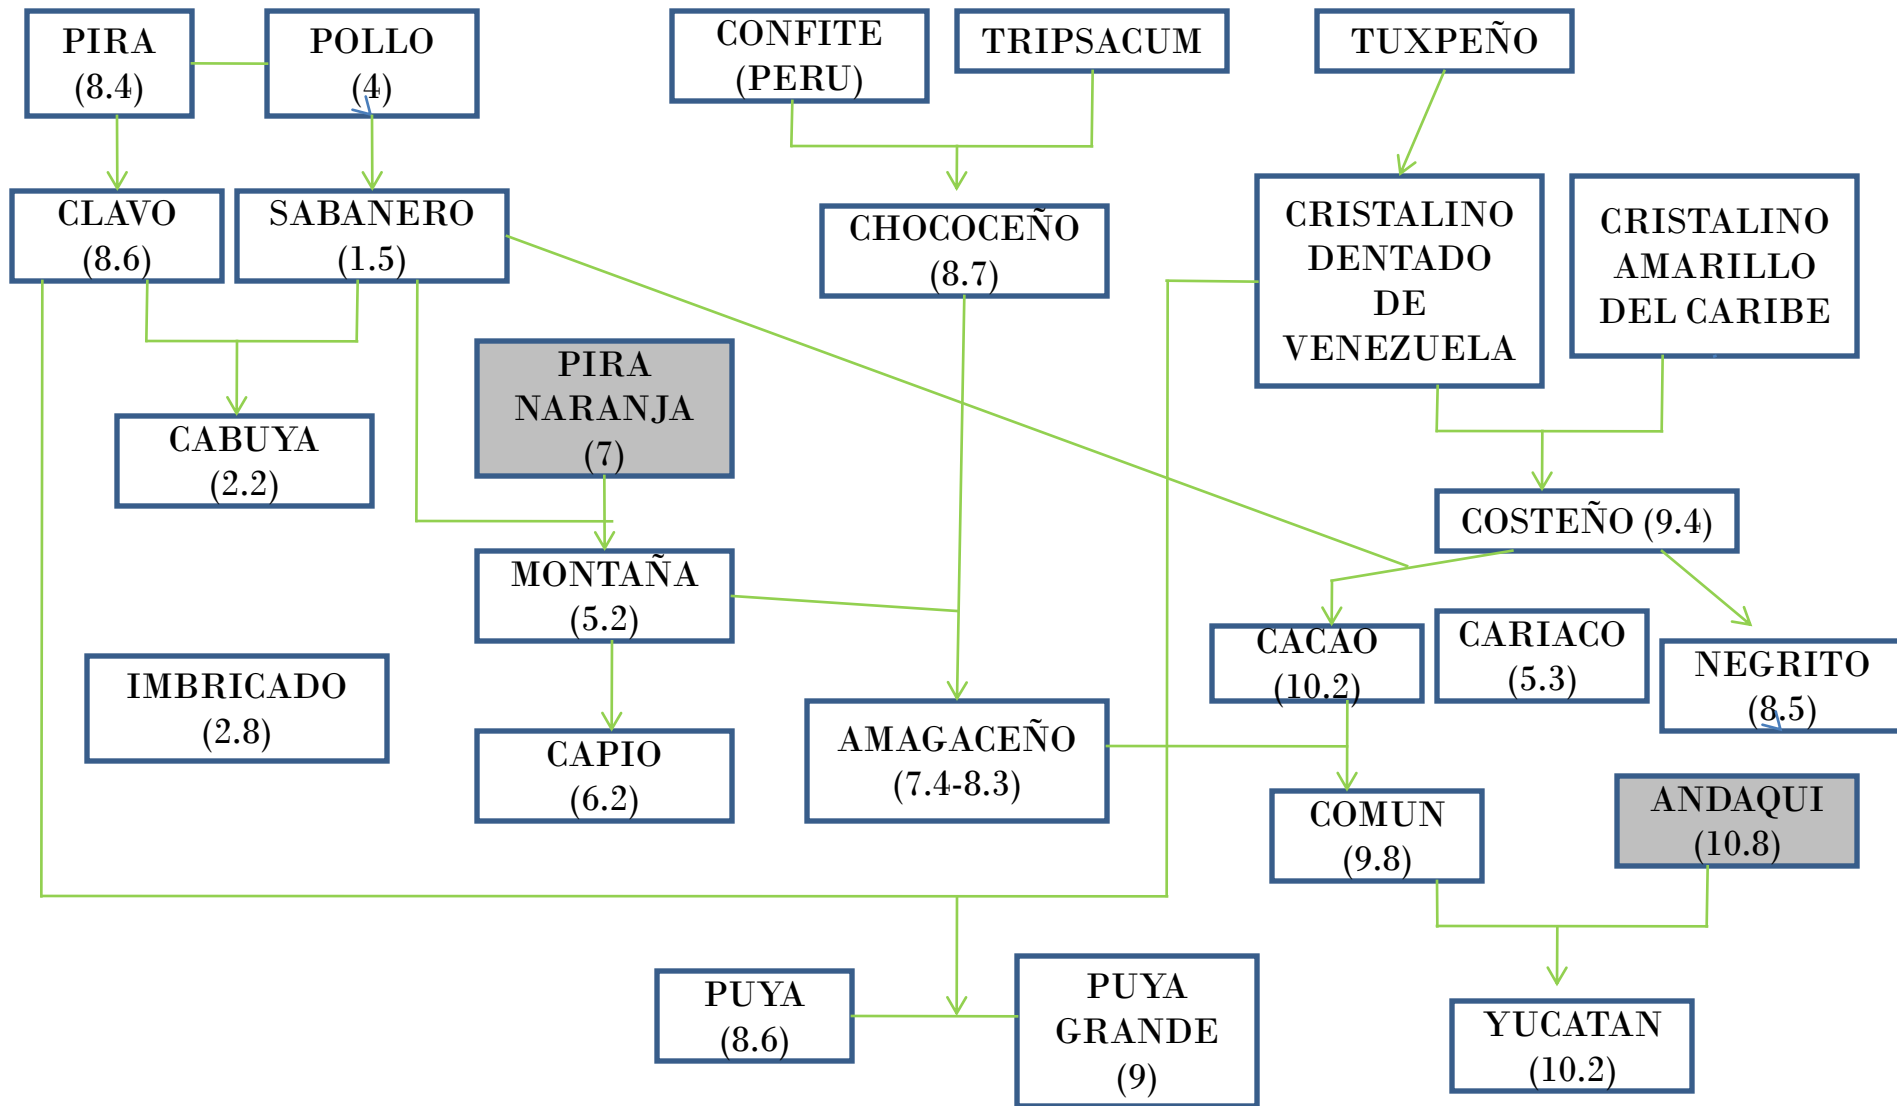 PIRA
(8.4)
POLLO
(4)
CONFITE
(PERU)
TRIPSACUM
TUXPEÑO
CLAVO
(8.6)
SABANERO
(1.5)
CHOCOCEÑO
(8.7)
CRISTALINO
DENTADO
DE
VENEZUELA
CRISTALINO
AMARILLO
DEL CARIBE
PIRA
NARANJA
(7)
CABUYA
(2.2)
COSTEÑO (9.4)
MONTAÑA
(5.2)
CACAO
(10.2)
CARIACO
(5.3)
NEGRITO
(8.5)
IMBRICADO
(2.8)
CAPIO
(6.2)
AMAGACEÑO
(7.4-8.3)
COMUN
(9.8)
ANDAQUI
(10.8)
PUYA
(8.6)
PUYA
GRANDE
(9)
YUCATAN
(10.2)